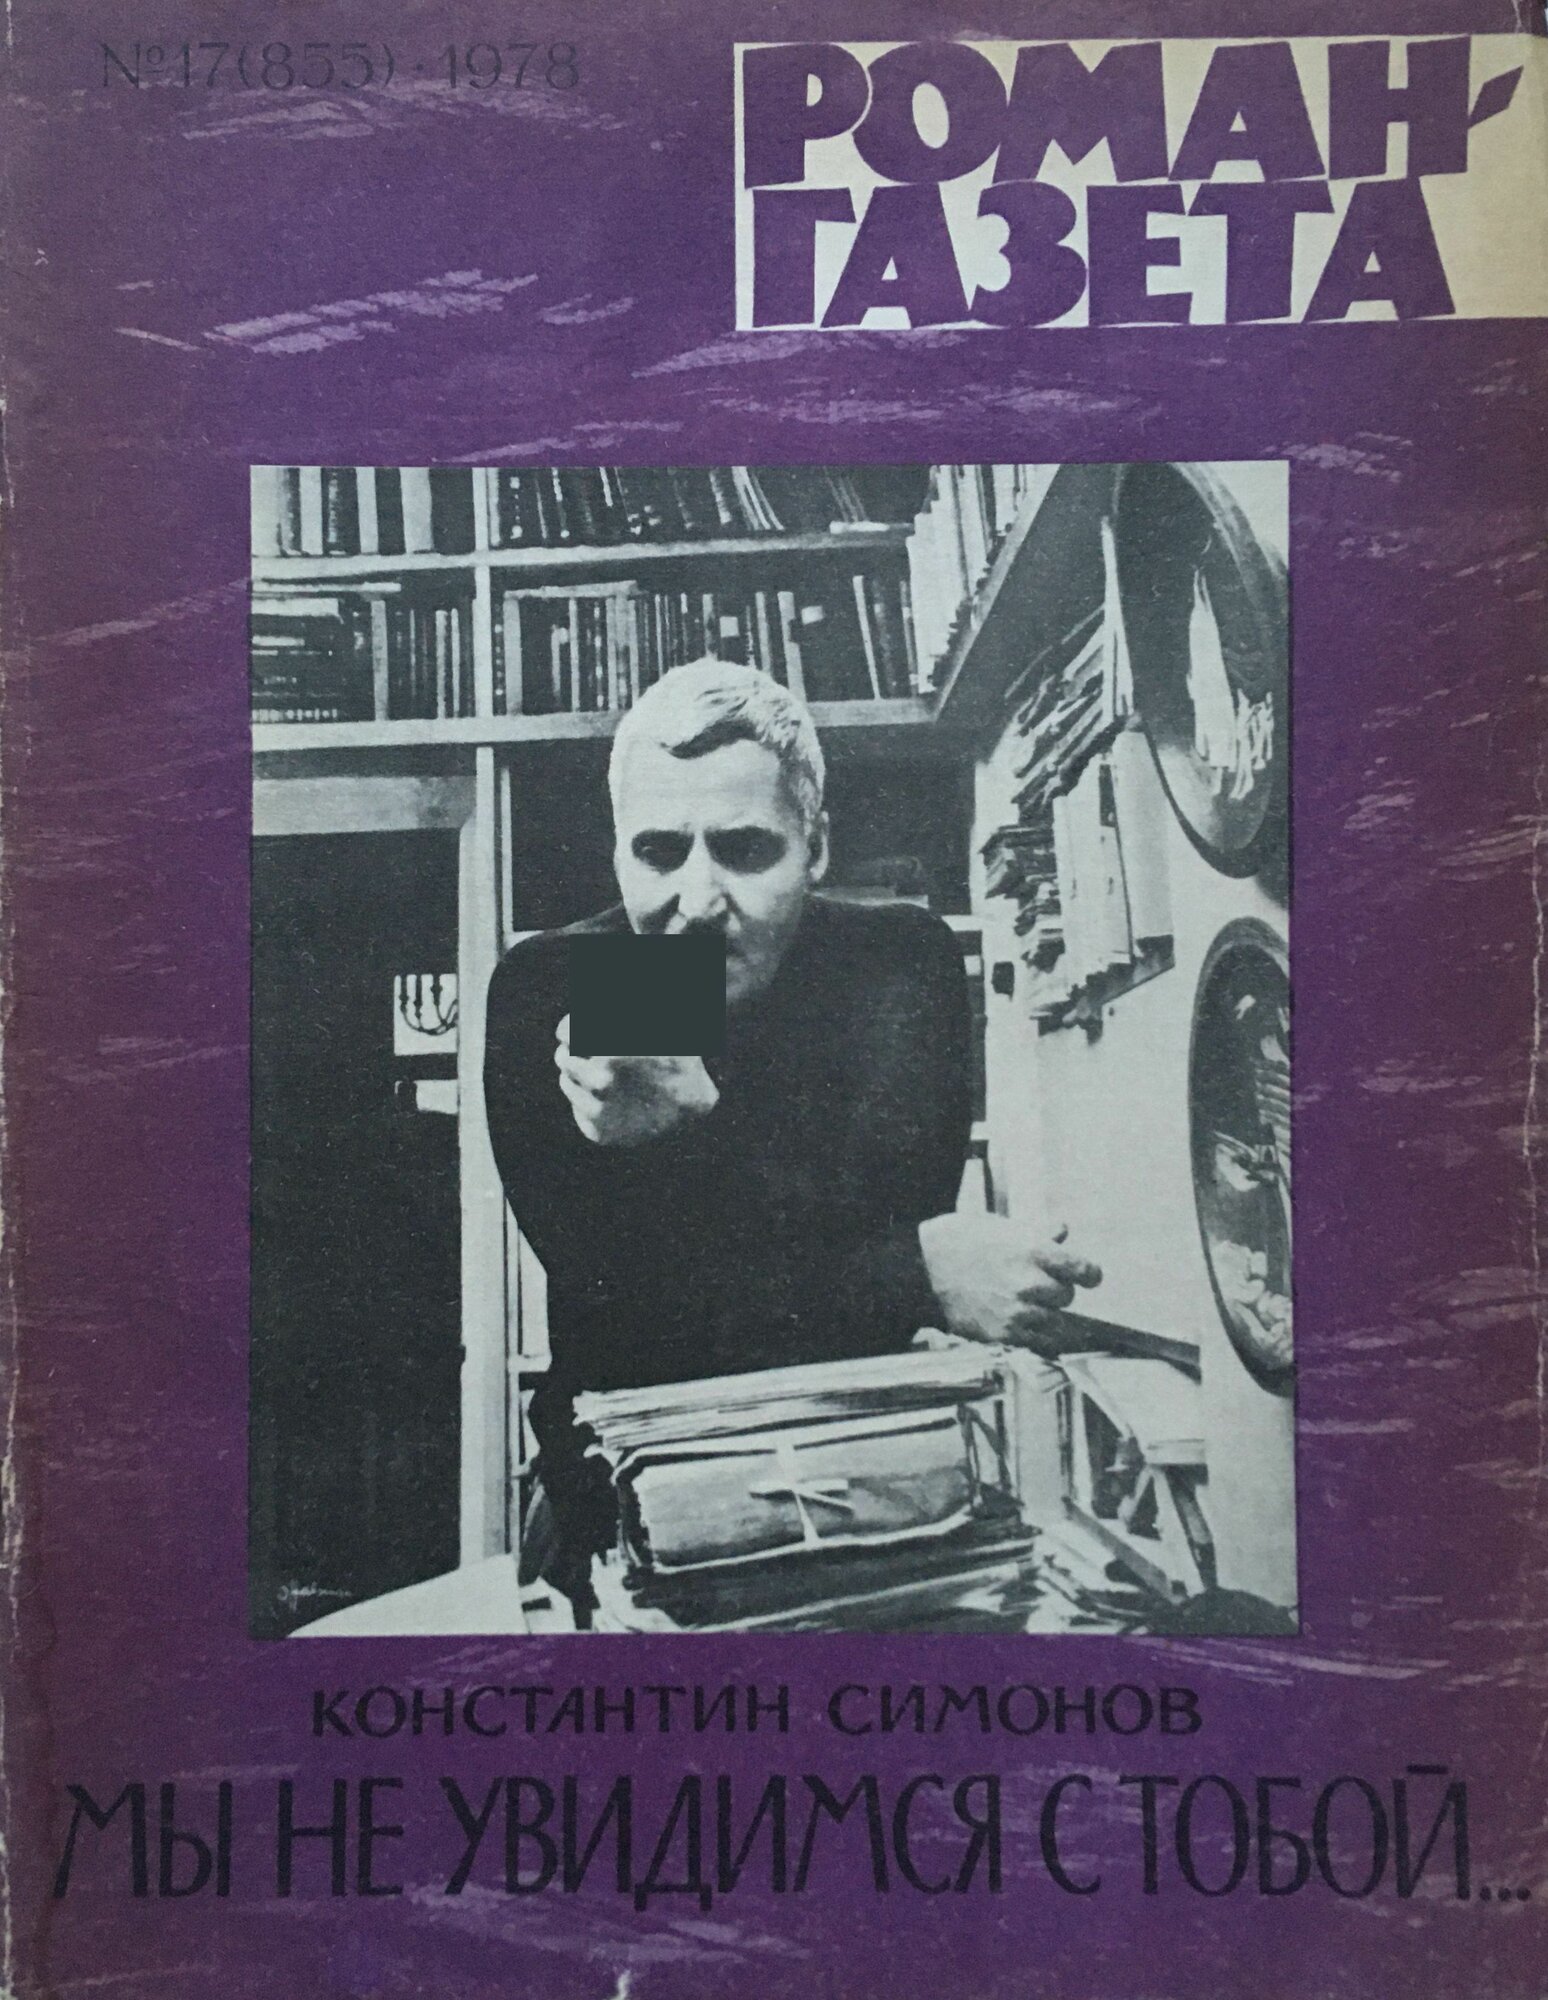 №17(855)·1978
РОМАН-
ГАЗЕТА
КОНСТАНТИН СИМОНОВ
МЫ НЕ УВИДИМСЯ С ТОБОЙ...